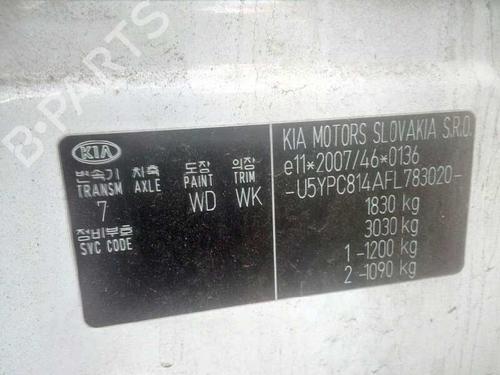 B-PARTS
KIA
변속기 차축 도장 의장
TRANSM AXLE PAINT TRIM
7 WD WK
정비부호
SVC CODE
KIA MOTORS SLOVAKIA S.R.O.
e11*2007/46*0136
-U5YPC814AFL783020-
1830 kg
3030 kg
1-1200 kg
2-1090 kg